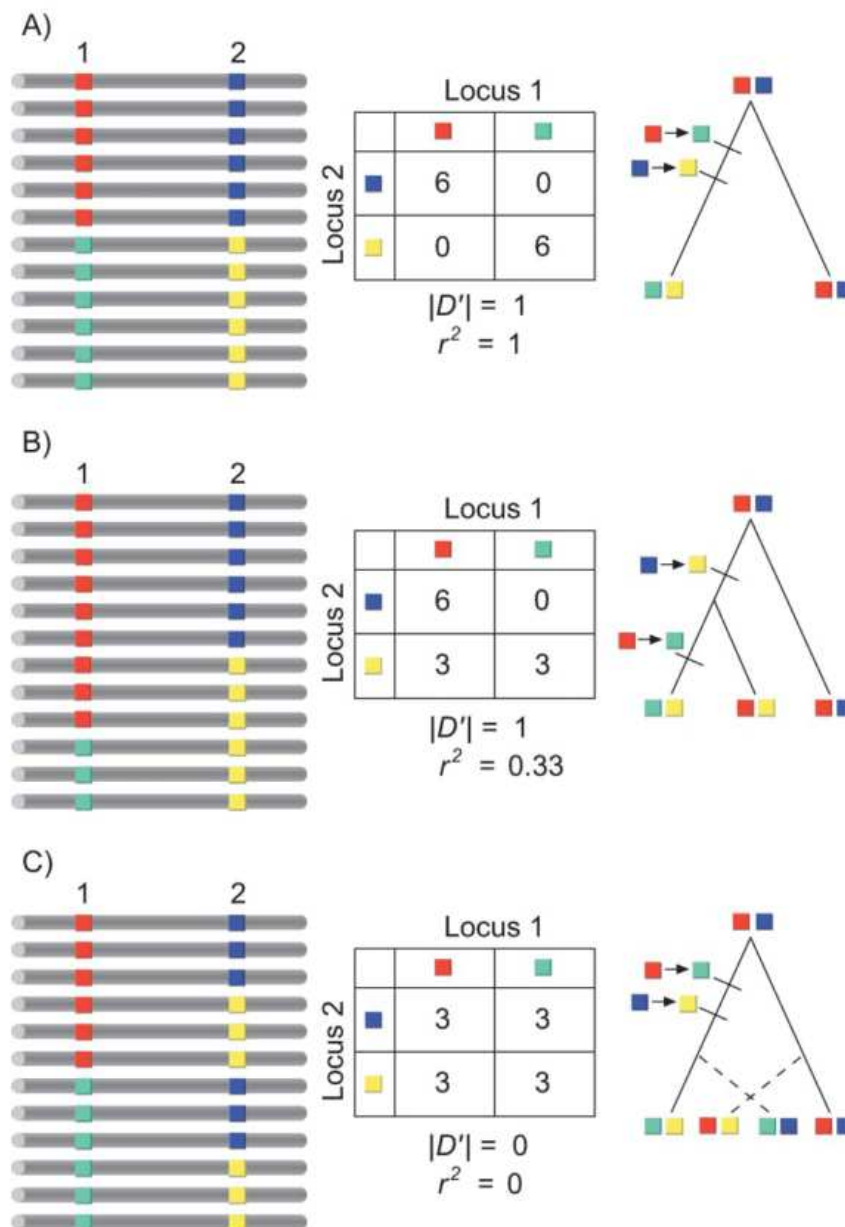 A)
1 2
Locus 1
Locus 2
6 0
0 6
|D′| = 1
r² = 1
B)
1 2
Locus 1
Locus 2
6 0
3 3
|D′| = 1
r² = 0.33
C)
1 2
Locus 1
Locus 2
3 3
3 3
|D′| = 0
r² = 0